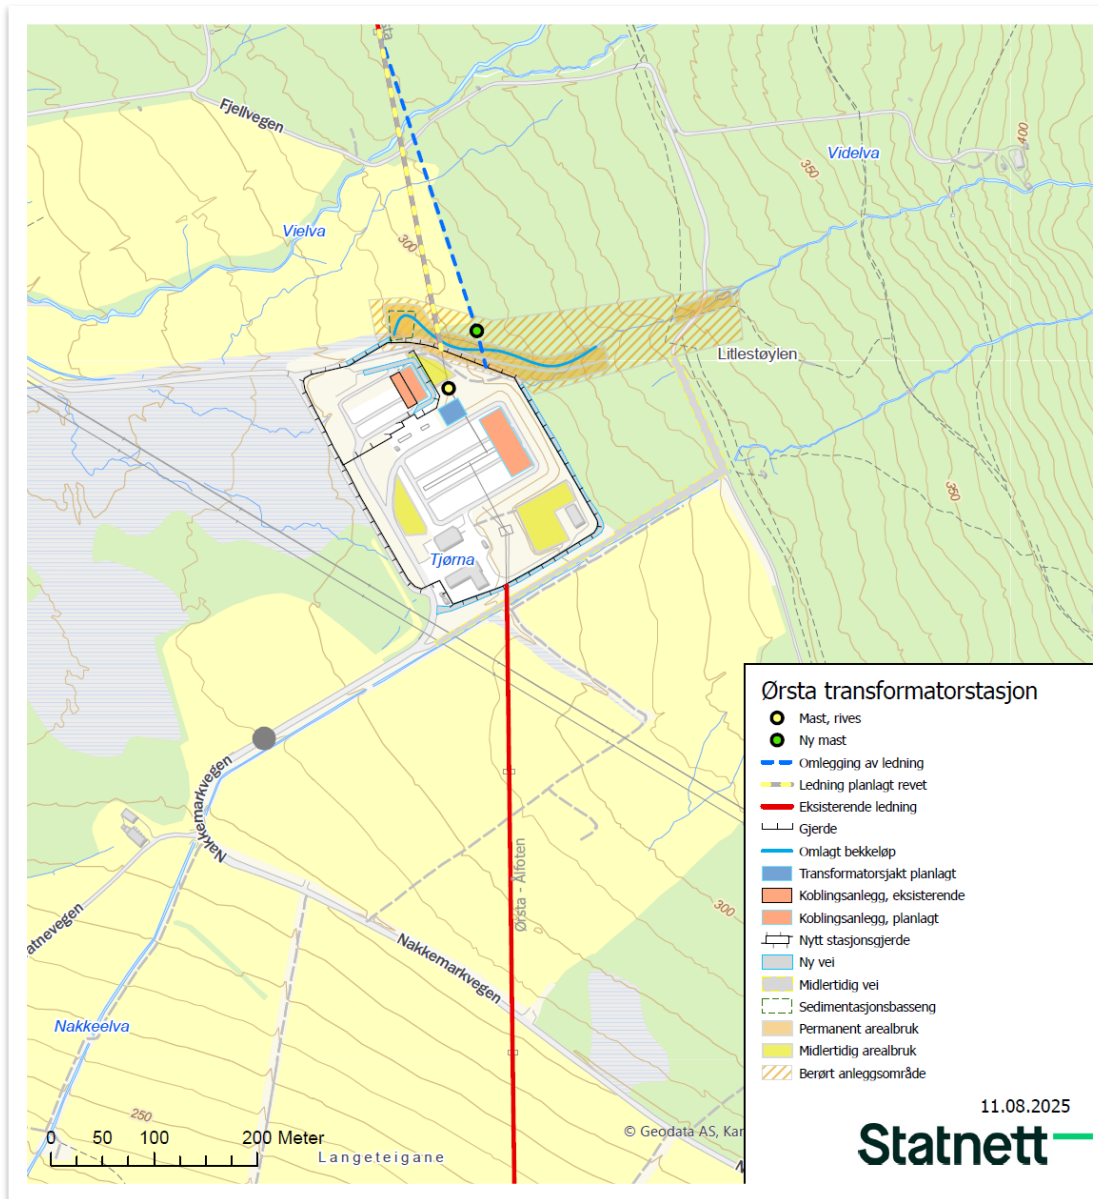 sta
Fjellvegen
400
Videlva
350
Vielva
300
Litlestøylen
350
Tjørna
Nakkemarkvegen
Ørsta - Ålfoten
300
atnevegen
Nakkemarkvegen
Nakkeelva
250
0 50 100 200 Meter
Langeteigane
© Geodata AS, Kar
N
Ørsta transformatorstasjon
Mast, rives
Ny mast
Omlegging av ledning
Ledning planlagt revet
Eksisterende ledning
Gjerde
Omlagt bekkeløp
Transformatorsjakt planlagt
Koblingsanlegg, eksisterende
Koblingsanlegg, planlagt
Nytt stasjonsgjerde
Ny vei
Midlertidig vei
Sedimentasjonsbasseng
Permanent arealbruk
Midlertidig arealbruk
Berørt anleggsområde
11.08.2025
Statnett